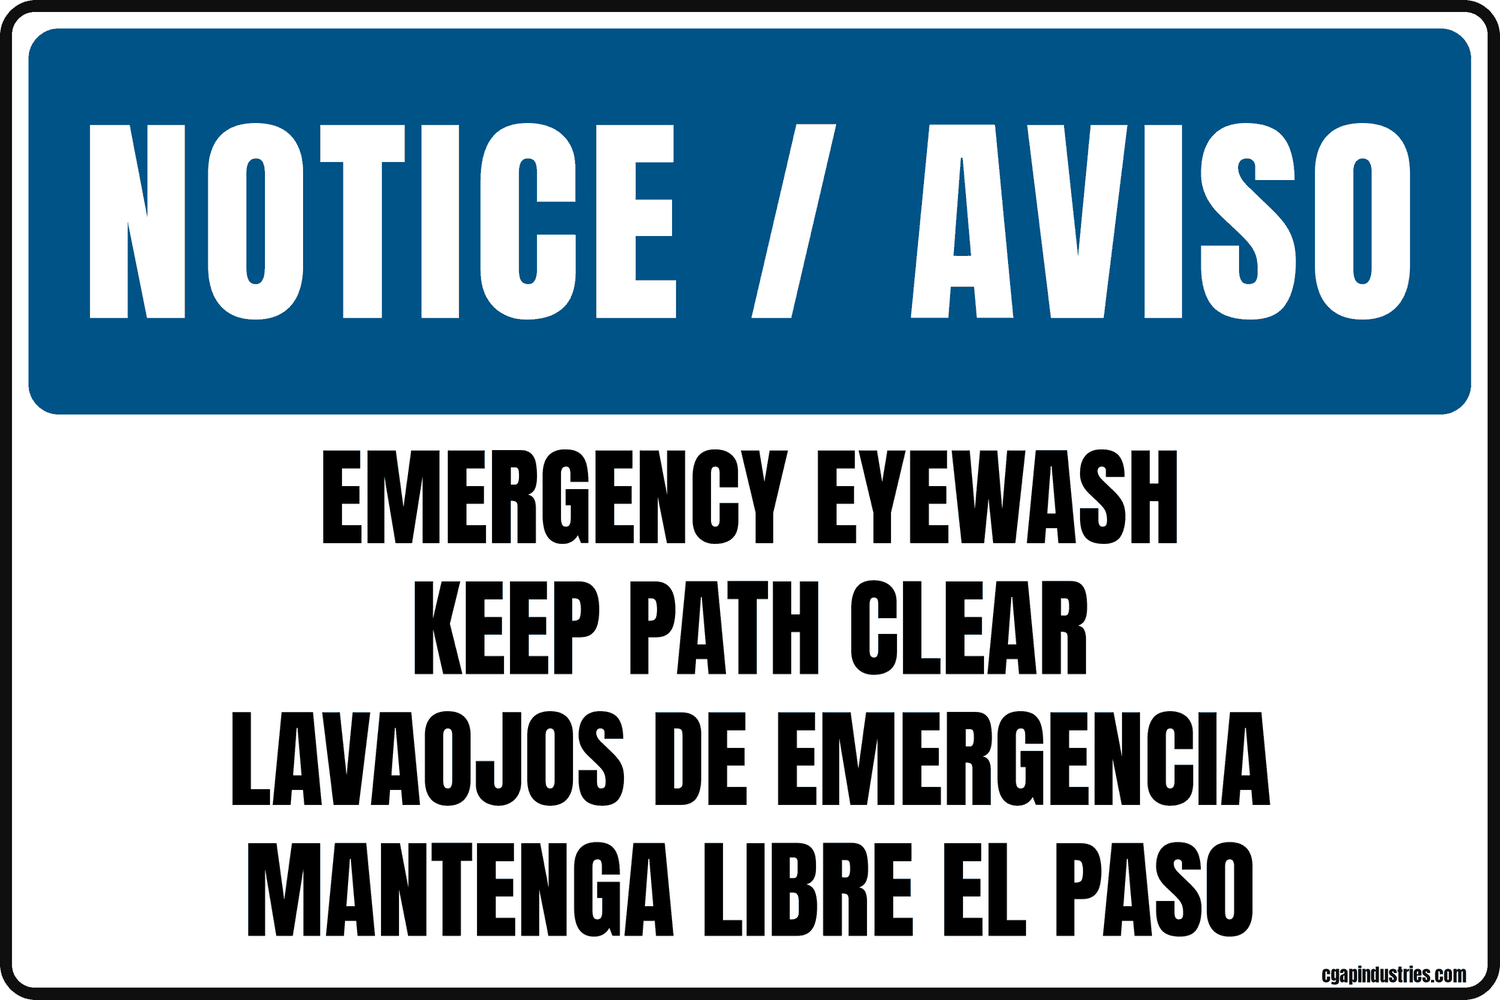 NOTICE / AVISO
EMERGENCY EYEWASH
KEEP PATH CLEAR
LAVAOJOS DE EMERGENCIA
MANTENGA LIBRE EL PASO
cgapindustries.com